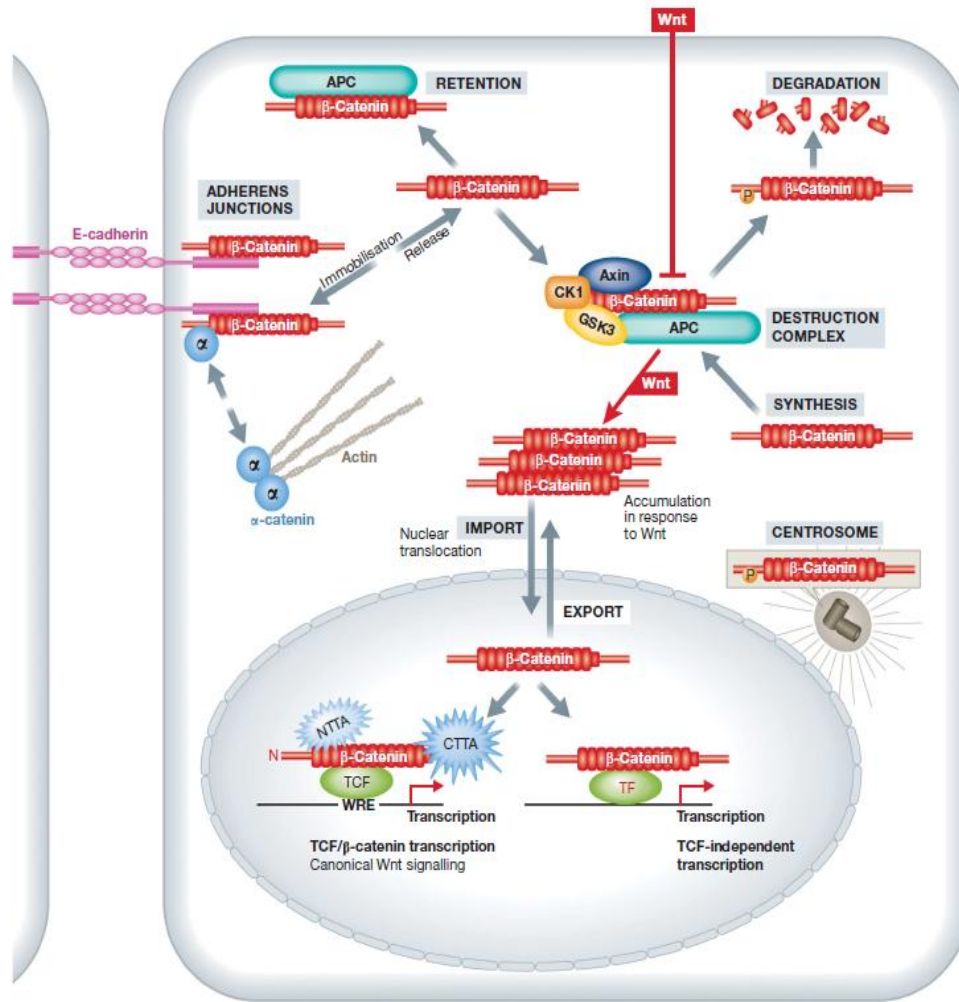 Wnt
APC
RETENTION
β-Catenin
DEGRADATION
β-Catenin
P
β-Catenin
ADHERENS
JUNCTIONS
E-cadherin
β-Catenin
Immobilisation
Release
β-Catenin
α
Axin
CK1
β-Catenin
GSK3
APC
DESTRUCTION
COMPLEX
Wnt
SYNTHESIS
β-Catenin
α
α
Actin
α-catenin
β-Catenin
β-Catenin
β-Catenin
Accumulation
in response
to Wnt
Nuclear
translocation
IMPORT
EXPORT
CENTROSOME
P
β-Catenin
β-Catenin
NTTA
CTTA
N
β-Catenin
TCF
WRE
Transcription
TCF/β-catenin transcription
Canonical Wnt signalling
β-Catenin
TF
Transcription
TCF-independent
transcription